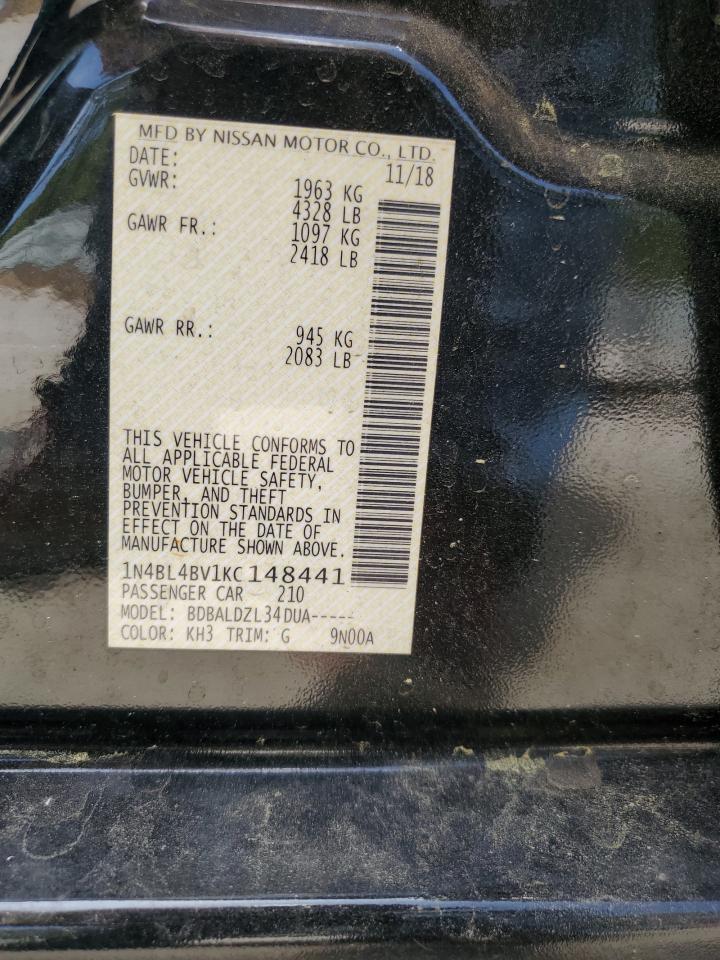 MFD BY NISSAN MOTOR CO., LTD.
DATE: 11/18
GVWR: 1963 KG
4328 LB
GAWR FR.: 1097 KG
2418 LB
GAWR RR.: 945 KG
2083 LB
THIS VEHICLE CONFORMS TO
ALL APPLICABLE FEDERAL
MOTOR VEHICLE SAFETY,
BUMPER, AND THEFT
PREVENTION STANDARDS IN
EFFECT ON THE DATE OF
MANUFACTURE SHOWN ABOVE.
1N4BL4BV1KC148441
PASSENGER CAR 210
MODEL: BDBALDZL34DUA-----
COLOR: KH3 TRIM: G 9N00A